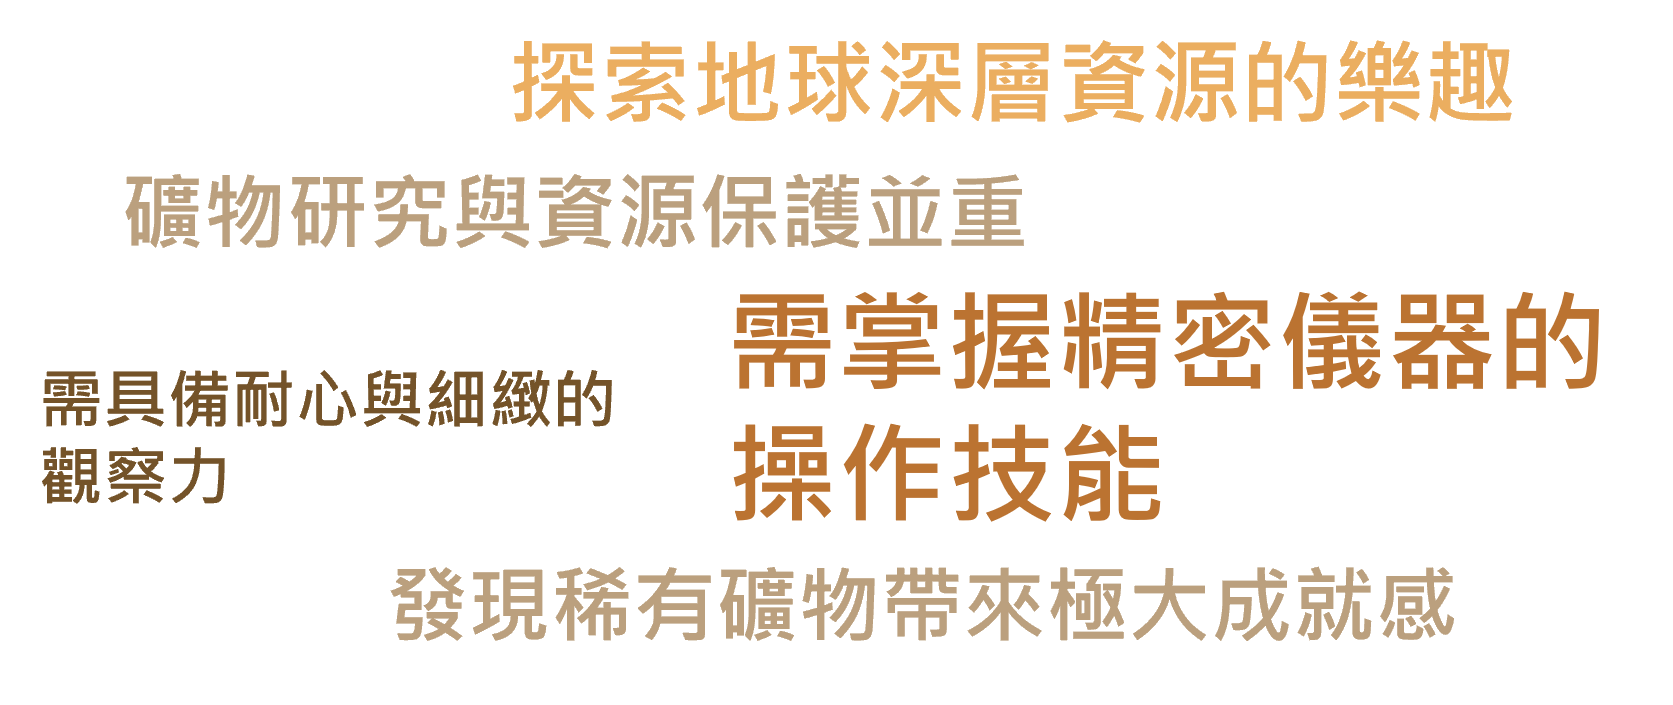 探索地球深層資源的樂趣
礦物研究與資源保護並重
需掌握精密儀器的
操作技能
需具備耐心與細緻的
觀察力
發現稀有礦物帶來極大成就感